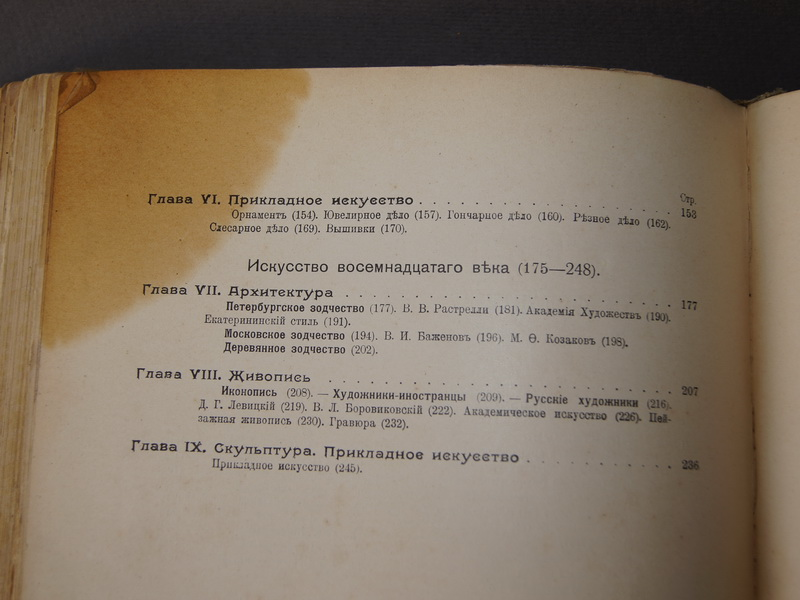 Стр.
Глава VI. Прикладное искусство . . . . . . . . . . . . . . . . . . . 153
Орнаментъ (154). Ювелирное дѣло (157). Гончарное дѣло (160). Рѣзное дѣло (162).
Слесарное дѣло (169). Вышивки (170).
Искусство восемнадцатаго вѣка (175—248).
Глава VII. Архитектура . . . . . . . . . . . . . . . . . . . . . . . 177
Петербургское зодчество (177). В. В. Растрелли (181). Академія Художествъ (190).
Екатерининскій стиль (191).
Московское зодчество (194). В. И. Баженовъ (196). М. Ѳ. Козаковъ (198).
Деревянное зодчество (202).
Глава VIII. Живопись . . . . . . . . . . . . . . . . . . . . . . . . 207
Иконопись (208). — Художники-иностранцы (209). — Русскіе художники (216).
Д. Г. Левицкій (219). В. Л. Боровиковскій (222). Академическое искусство (226). Пей-
зажная живопись (230). Гравюра (232).
Глава IX. Скульптура. Прикладное искусство . . . . . . . . . . . 236
Прикладное искусство (245).